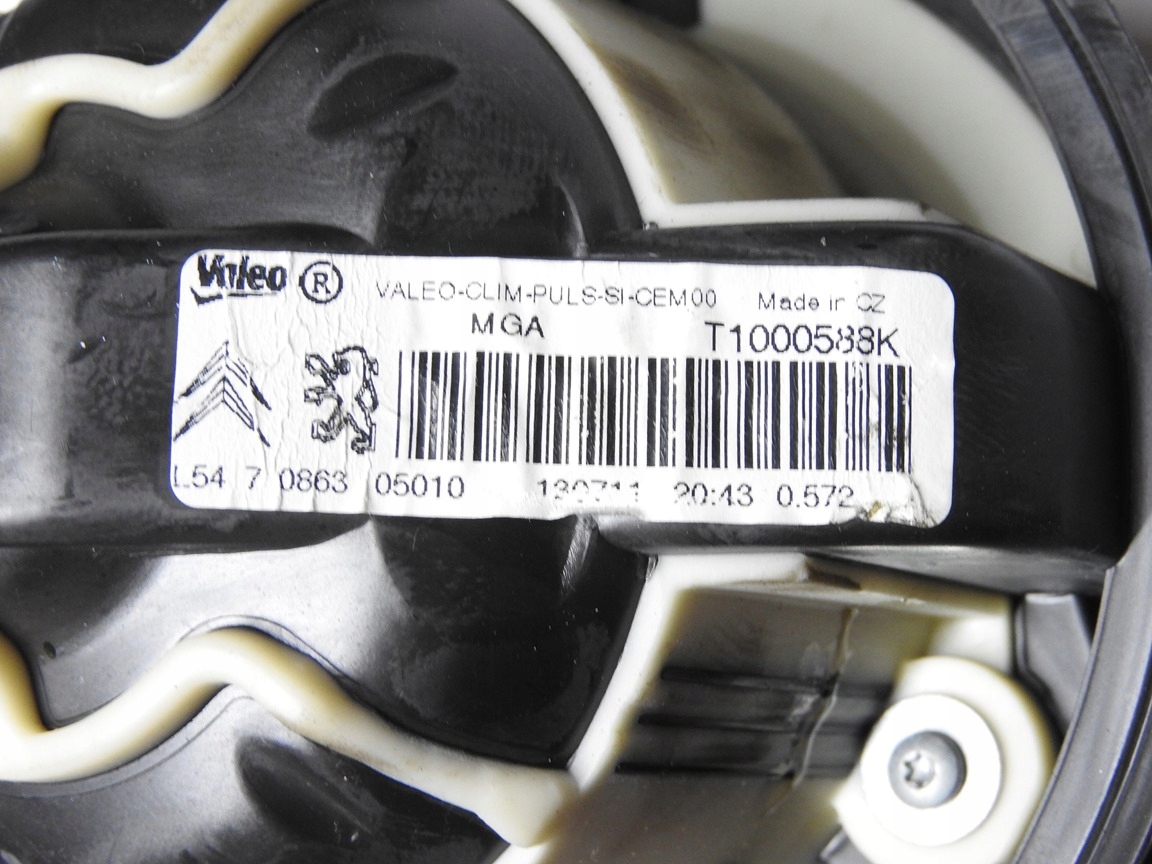 Valeo ® VALEO-CLIM-PULS-SI-CEM00 Made in CZ
MGA T1000588K
L54 7 0863 05010 130711 20:43 0.572